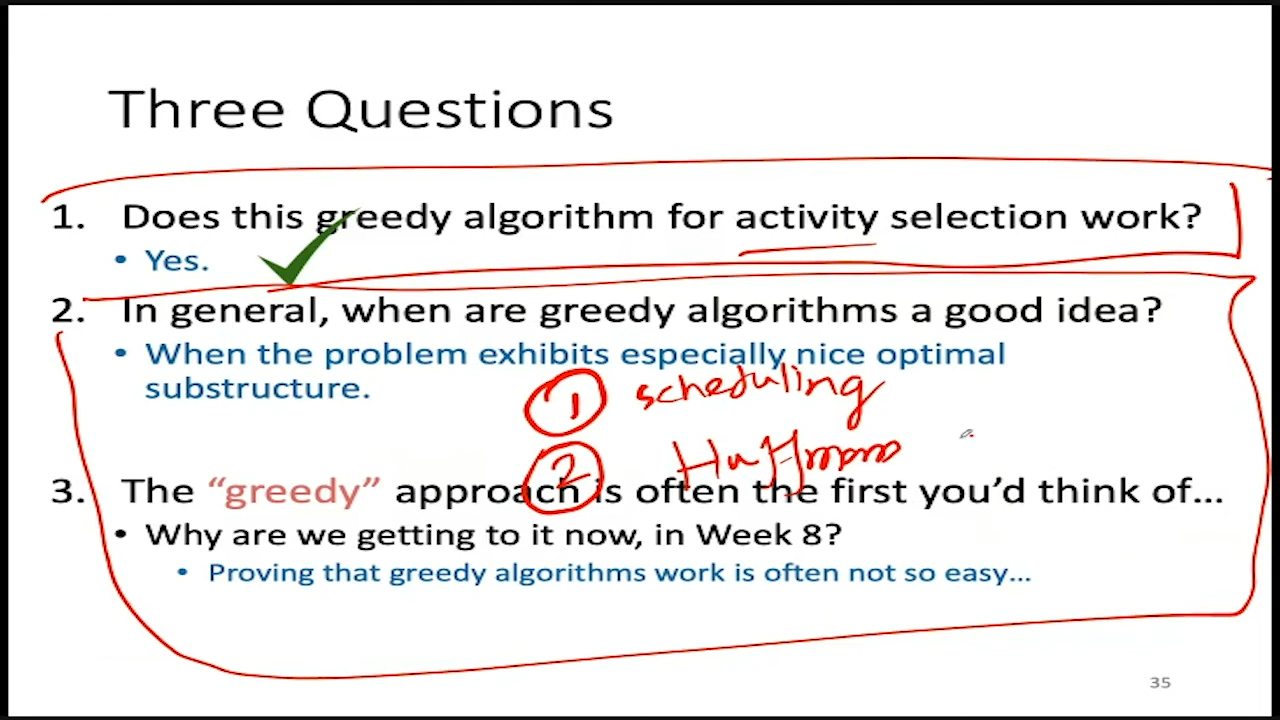 Three Questions
1. Does this greedy algorithm for activity selection work?
• Yes.
2. In general, when are greedy algorithms a good idea?
• When the problem exhibits especially nice optimal
substructure.
1 scheduling
2 Huffman
3. The “greedy” approach is often the first you’d think of...
• Why are we getting to it now, in Week 8?
• Proving that greedy algorithms work is often not so easy...
35